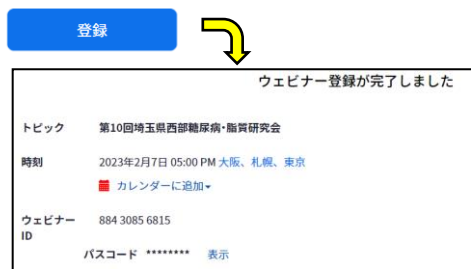 登録
ウェビナー登録が完了しました
トピック 第10回埼玉県西部糖尿病・脂質研究会
時刻 2023年2月7日 05:00 PM 大阪、札幌、東京
カレンダーに追加
ウェビナー 884 3085 6815
ID
パスコード ******** 表示